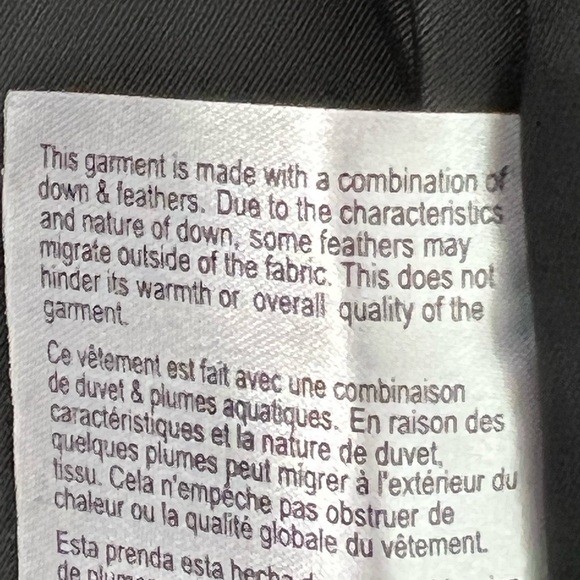 This garment is made with a combination of
down & feathers. Due to the characteristics
and nature of down, some feathers may
migrate outside of the fabric. This does not
hinder its warmth or overall quality of the
garment.
Ce vêtement est fait avec une combinaison
de duvet & plumes aquatiques. En raison des
caractéristiques et la nature de duvet,
quelques plumes peut migrer à l'extérieur du
tissu. Cela n'empêche pas obstruer de
chaleur ou la qualité globale du vêtement.
Esta prenda esta hecha
de